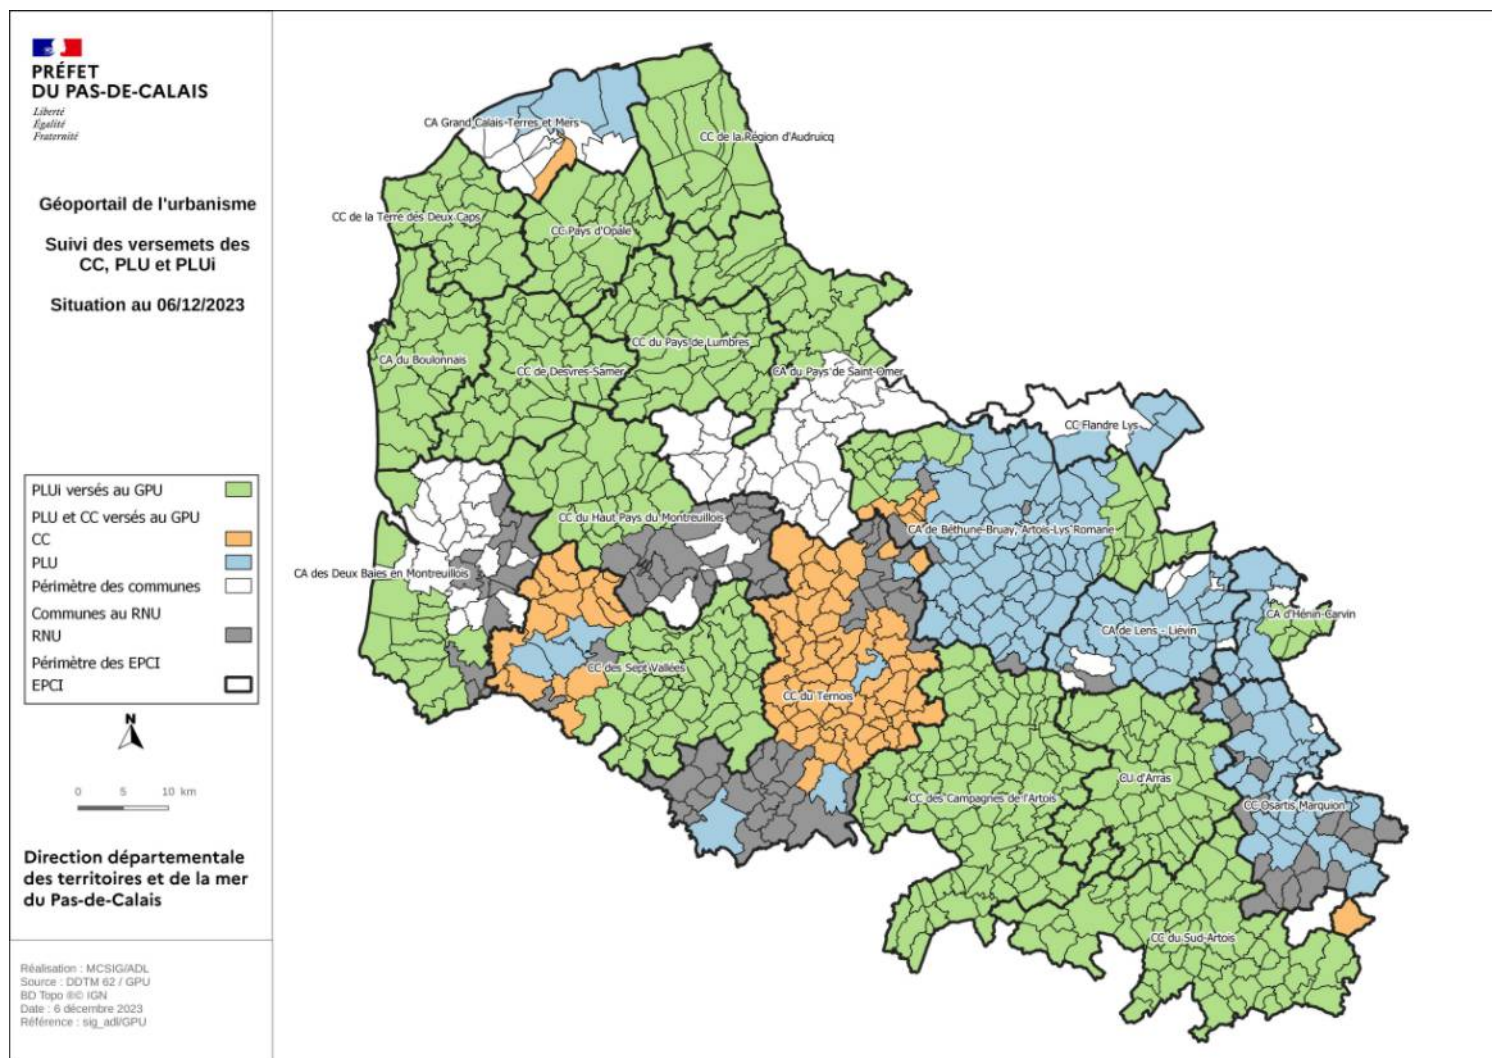 PRÉFET
DU PAS-DE-CALAIS
Liberté
Égalité
Fraternité
Géoportail de l'urbanisme
Suivi des versemets des
CC, PLU et PLUi
Situation au 06/12/2023
PLUi versés au GPU
PLU et CC versés au GPU
CC
PLU
Périmètre des communes
Communes au RNU
RNU
Périmètre des EPCI
EPCI
N
0 5 10 km
Direction départementale
des territoires et de la mer
du Pas-de-Calais
Réalisation : MCSIG/ADL
Source : DDTM 62 / GPU
BD Topo ®© IGN
Date : 6 décembre 2023
Référence : sig_adl/GPU
CA Grand Calais-Terres et Mers
CC de la Région d'Audruicq
CC de la Terre des Deux Caps
CC Pays d'Opale
CA du Boulonnais
CC de Desvres-Samer
CC du Pays de Lumbres
CA du Pays de Saint-Omer
CC Flandre Lys
CC du Haut Pays du Montreuillois
CA de Béthune-Bruay, Artois-Lys Romane
CA des Deux Baies en Montreuillois
CA d'Hénin-Carvin
CA de Lens - Liévin
CC des Sept Vallées
CC du Ternois
CU d'Arras
CC des Campagnes de l'Artois
CC Osartis Marquion
CC du Sud-Artois